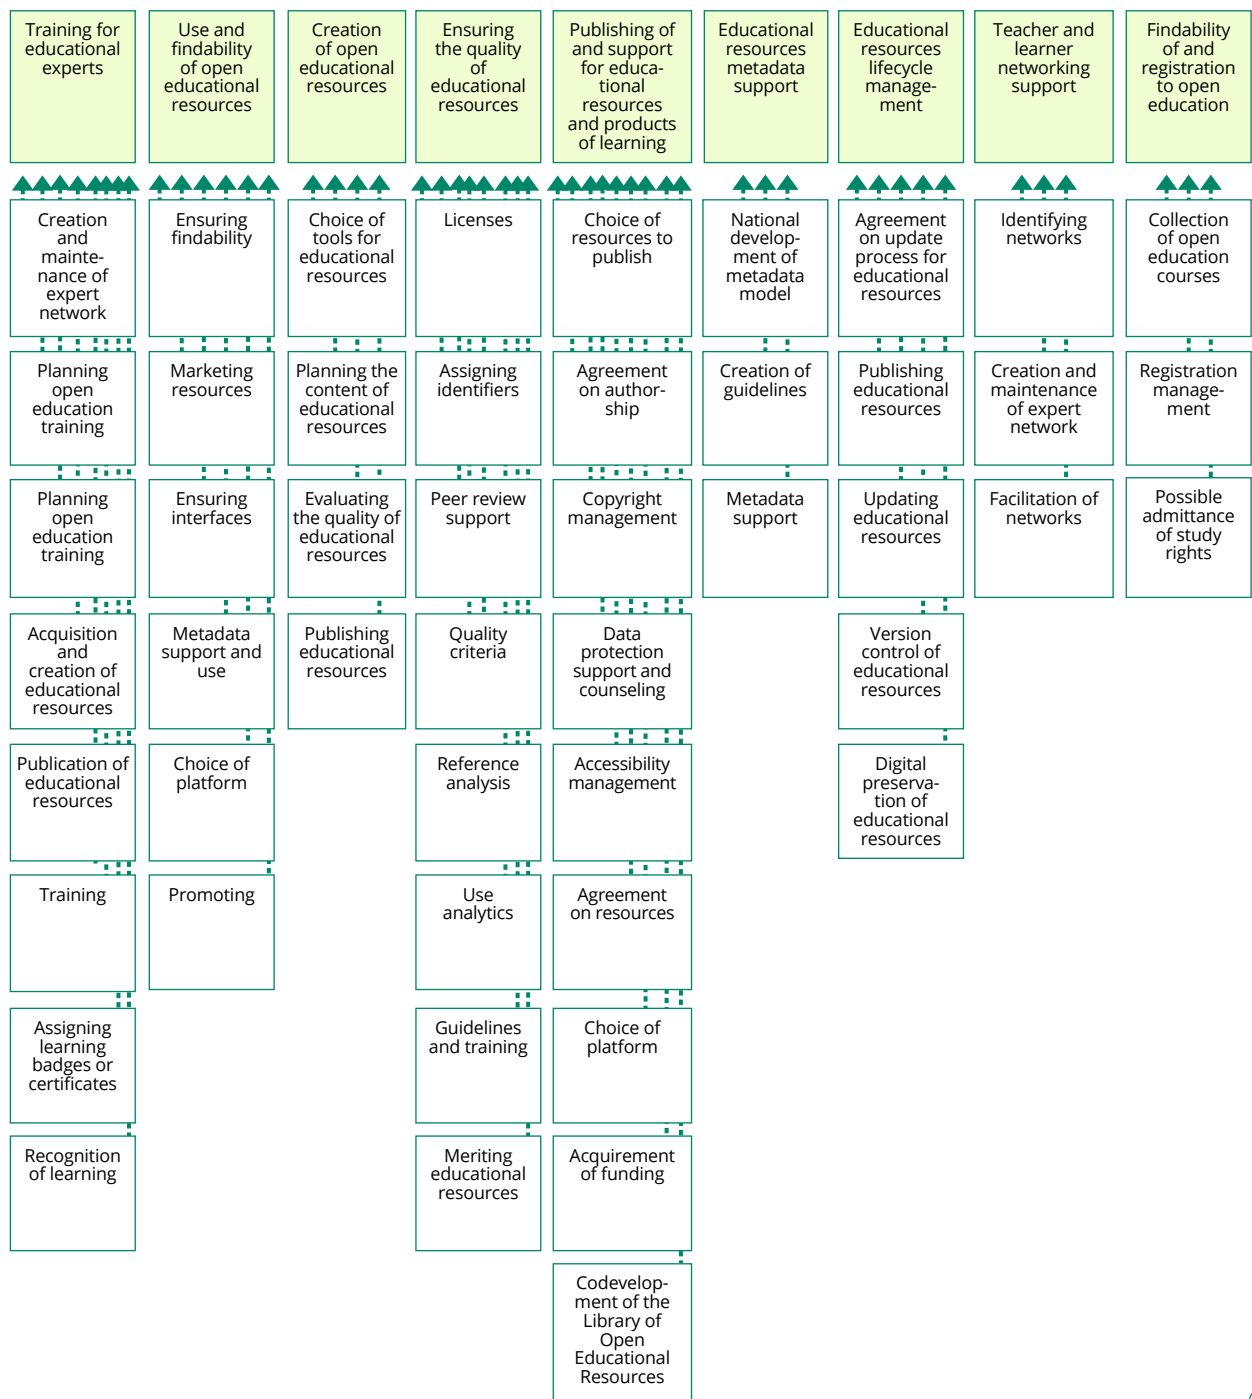 Training for
educational
experts
Use and
findability
of open
educational
resources
Creation
of open
educational
resources
Ensuring
the quality
of
educational
resources
Publishing of
and support
for educa-
tional
resources
and products
of learning
Educational
resources
metadata
support
Educational
resources
lifecycle
manage-
ment
Teacher and
learner
networking
support
Findability
of and
registration
to open
education
Creation
and
mainte-
nance of
expert
network
Ensuring
findability
Choice of
tools for
educational
resources
Licenses
Choice of
resources to
publish
National
develop-
ment of
metadata
model
Agreement
on update
process for
educational
resources
Identifying
networks
Collection
of open
education
courses
Planning
open
education
training
Marketing
resources
Planning the
content of
educational
resources
Assigning
identifiers
Agreement
on author-
ship
Creation of
guidelines
Publishing
educational
resources
Creation and
maintenance
of expert
network
Registration
manage-
ment
Planning
open
education
training
Ensuring
interfaces
Evaluating
the quality of
educational
resources
Peer review
support
Copyright
management
Metadata
support
Updating
educational
resources
Facilitation of
networks
Possible
admittance
of study
rights
Acquisition
and
creation of
educational
resources
Metadata
support and
use
Publishing
educational
resources
Quality
criteria
Data
protection
support and
counseling
Version
control of
educational
resources
Publication of
educational
resources
Choice of
platform
Reference
analysis
Accessibility
management
Digital
preserva-
tion of
educational
resources
Training
Promoting
Use
analytics
Agreement
on resources
Assigning
learning
badges or
certificates
Guidelines
and training
Choice of
platform
Recognition
of learning
Meriting
educational
resources
Acquirement
of funding
Codevelop-
ment of the
Library of
Open
Educational
Resources